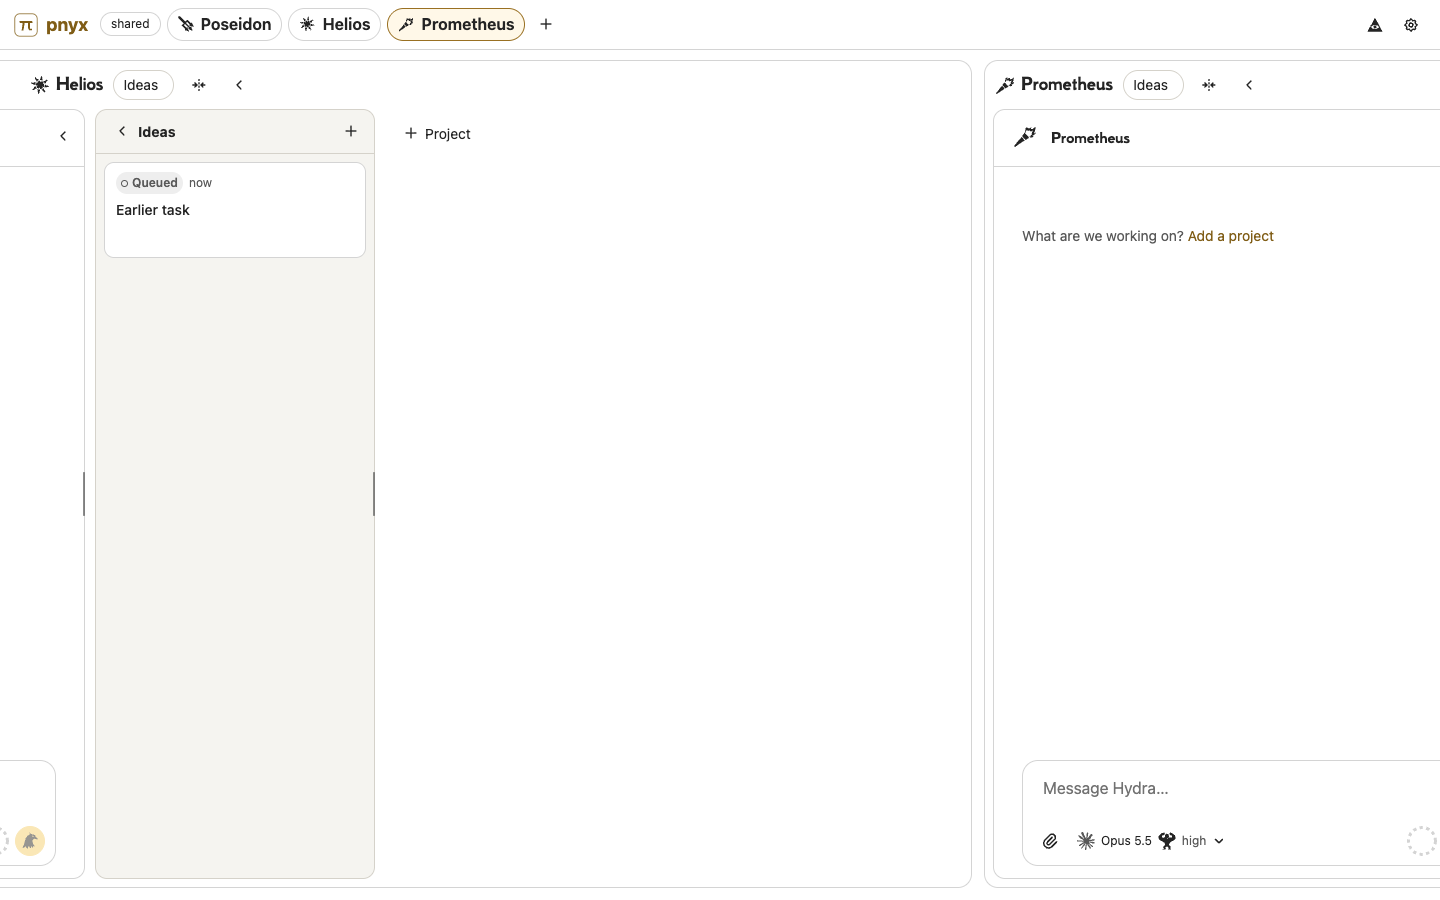 π pnyx shared Poseidon Helios Prometheus +
Helios Ideas
Prometheus Ideas
Ideas +
Queued now
Earlier task
+ Project
Prometheus
What are we working on? Add a project
Message Hydra...
Opus 5.5 high